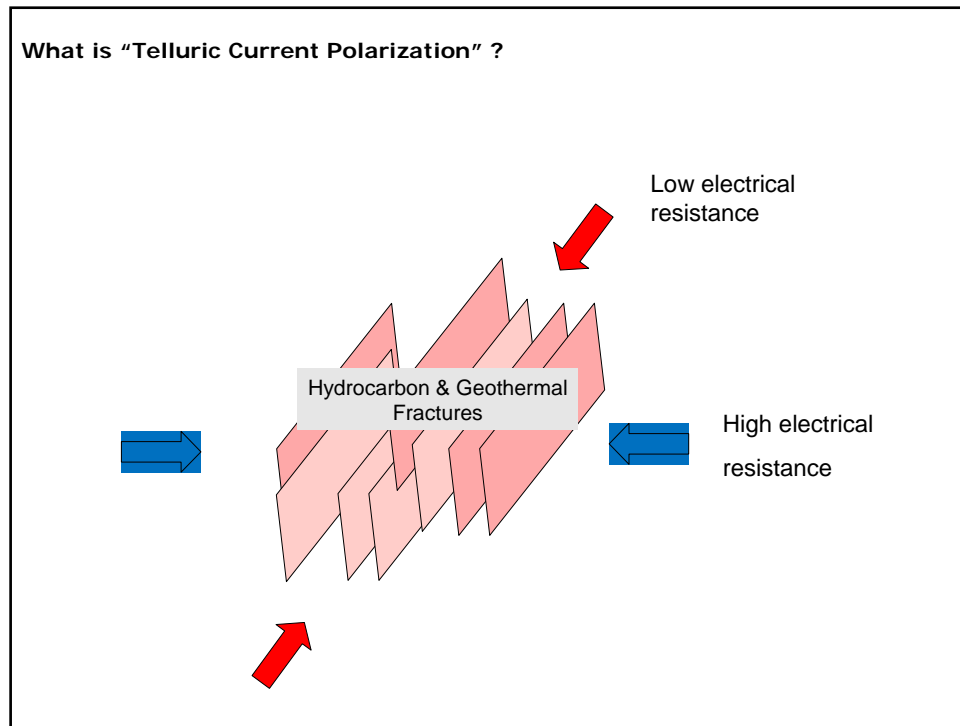 What is “Telluric Current Polarization” ?
Low electrical
resistance
Hydrocarbon & Geothermal
Fractures
High electrical
resistance